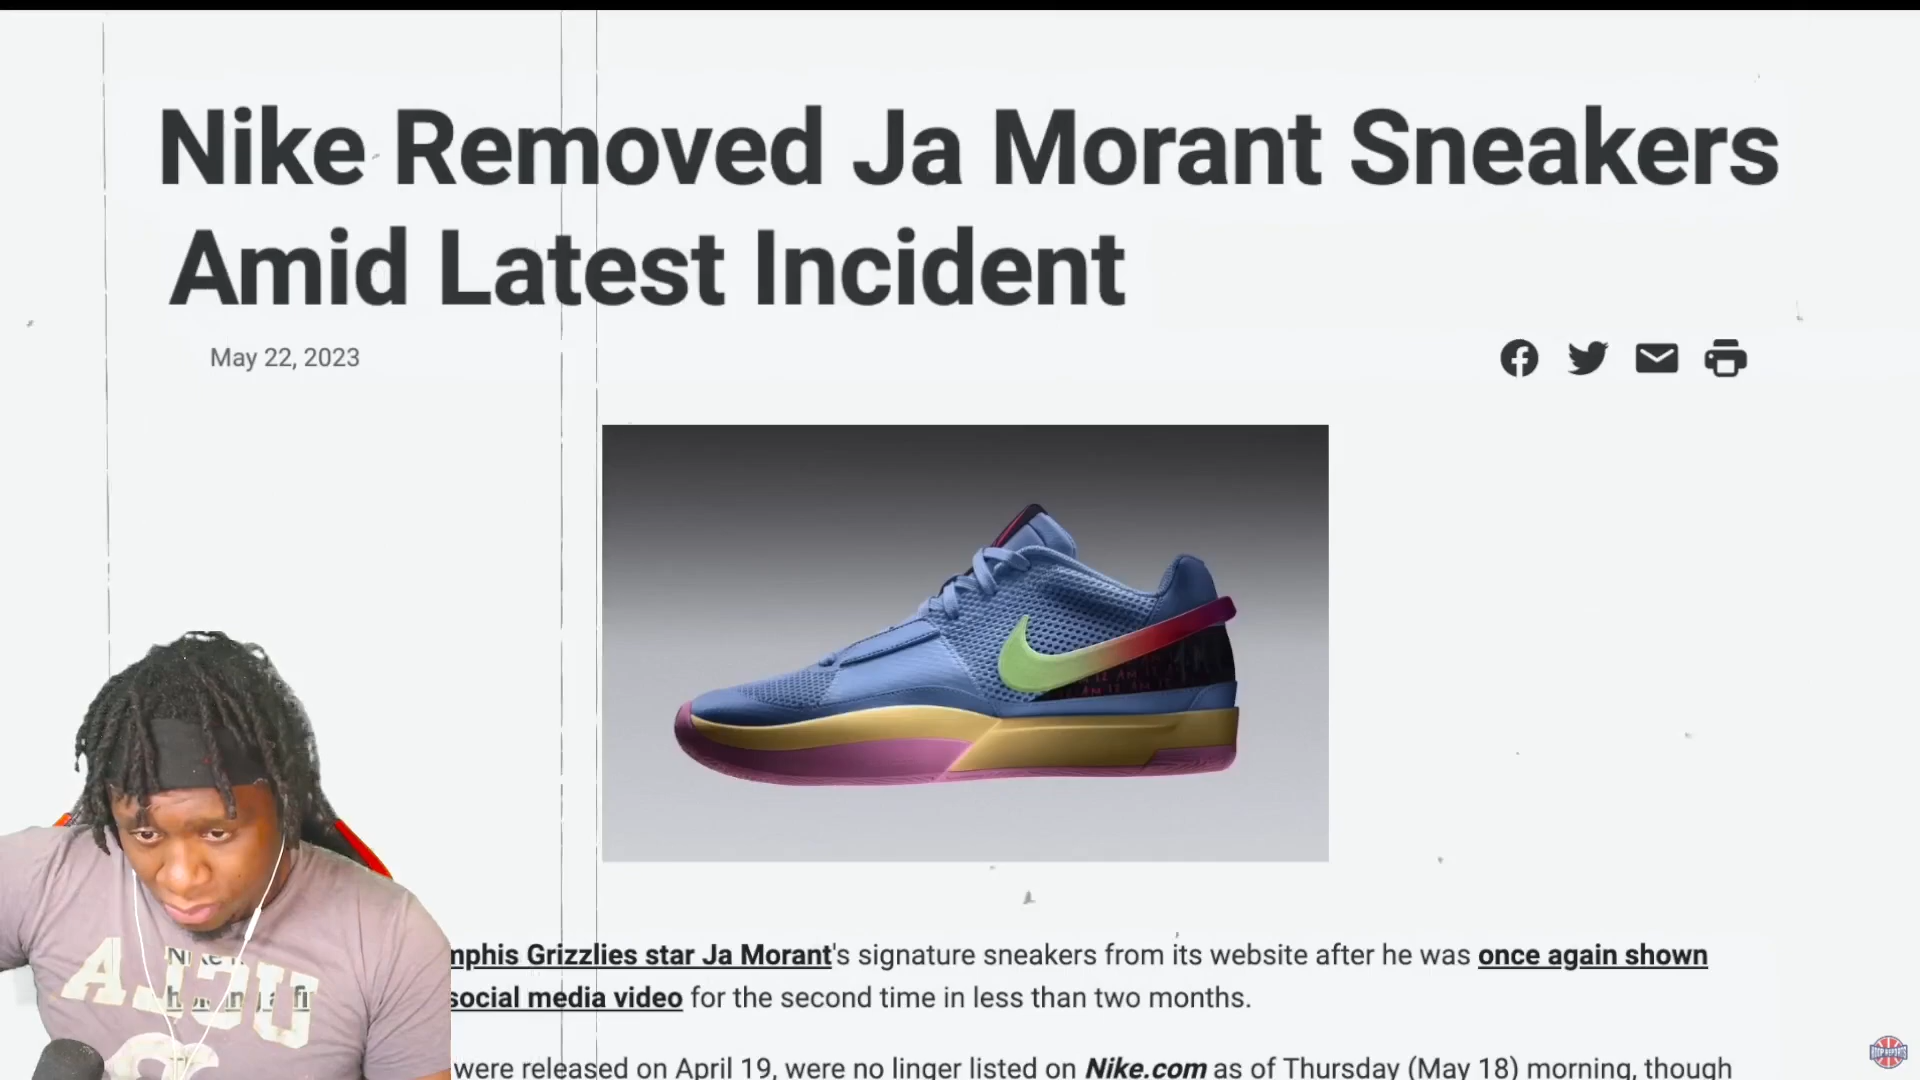 Nike Removed Ja Morant Sneakers
Amid Latest Incident
May 22, 2023
mphis Grizzlies star Ja Morant's signature sneakers from its website after he was once again shown
social media video for the second time in less than two months.
were released on April 19, were no linger listed on Nike.com as of Thursday (May 18) morning, though